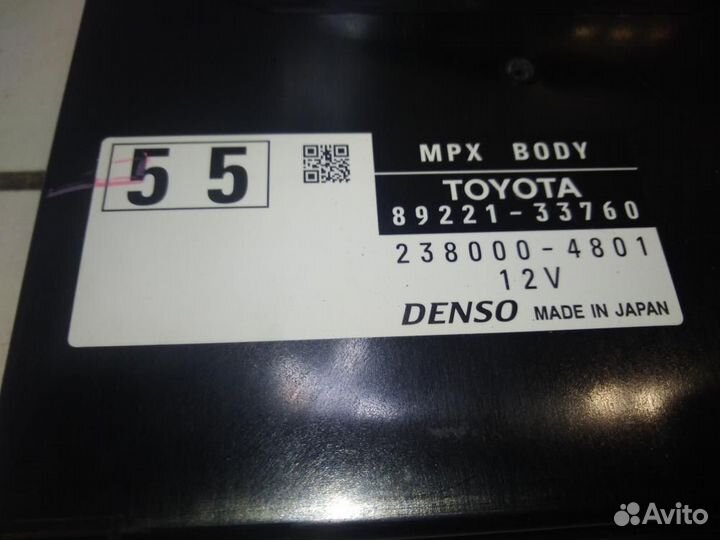 55
MPX BODY
TOYOTA
89221-33760
238000-4801
12V
DENSO MADE IN JAPAN
Avito